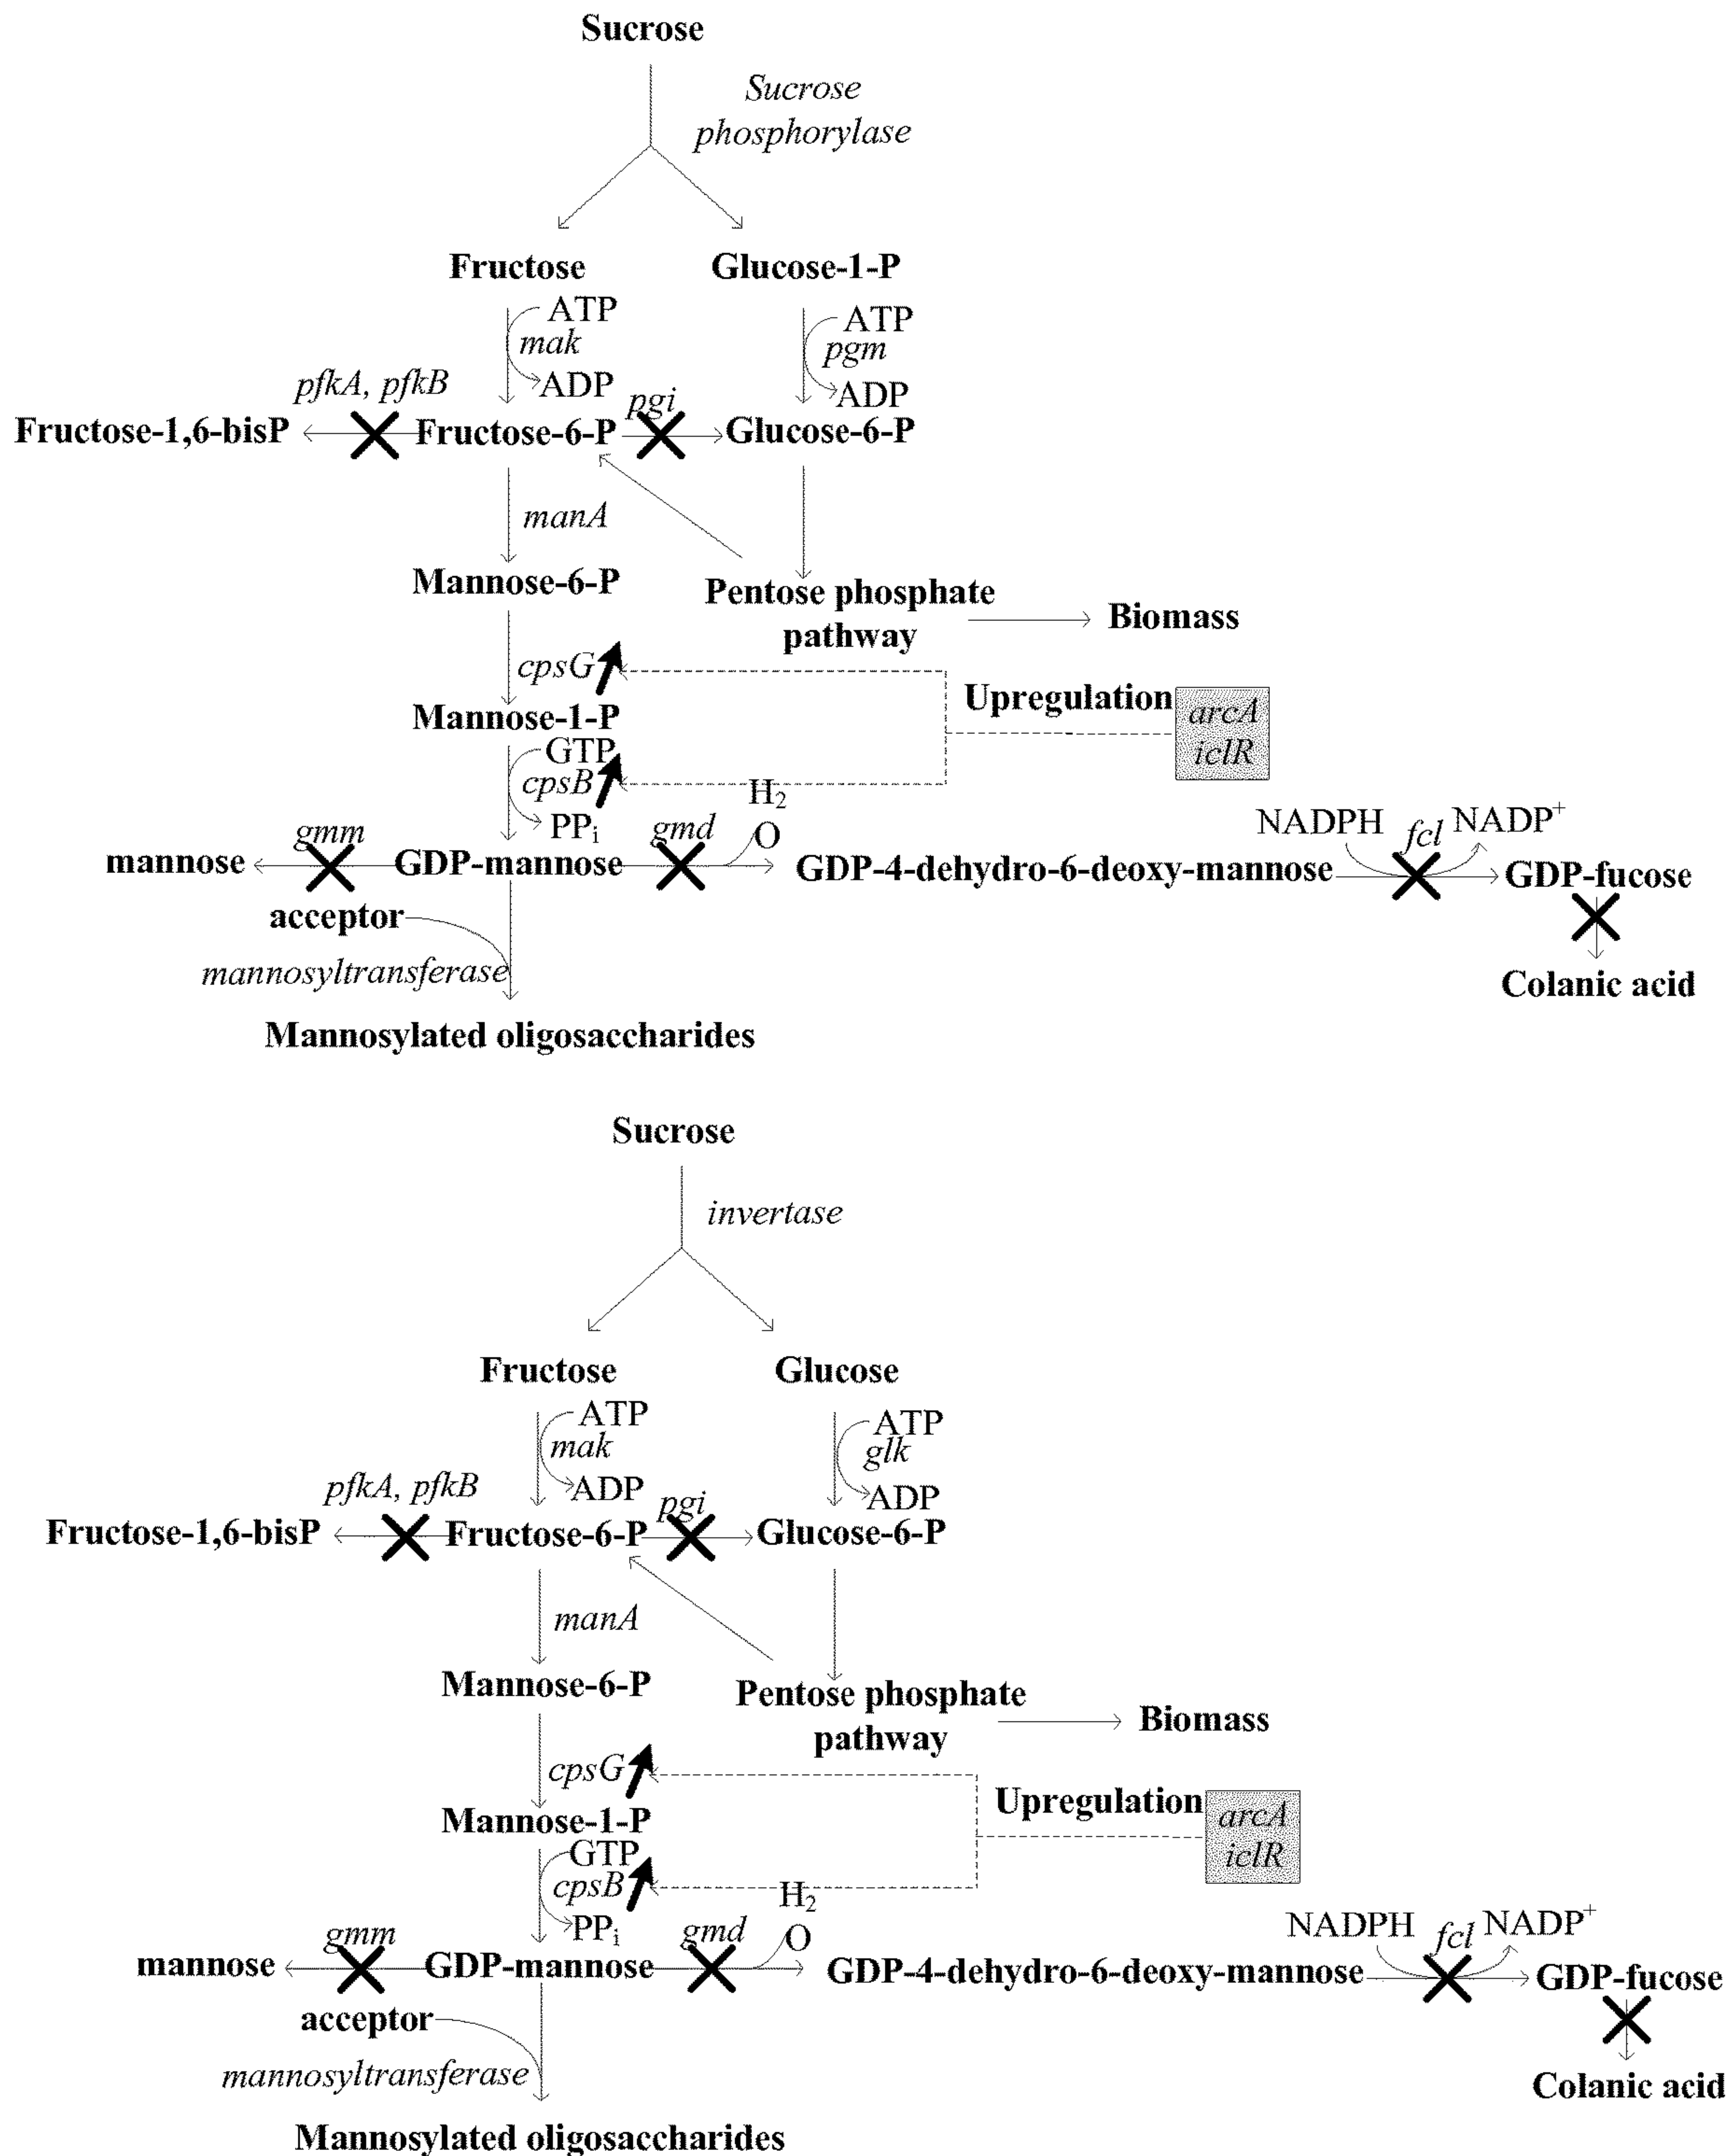 Sucrose
Sucrose
phosphorylase
Fructose
Glucose-1-P
ATP
mak
ADP
ATP
pgm
ADP
pfkA, pfkB
pgi
Fructose-1,6-bisP
Fructose-6-P
Glucose-6-P
manA
Mannose-6-P
Pentose phosphate
pathway
Biomass
cpsG
Mannose-1-P
Upregulation
arcA
iclR
GTP
cpsB
PPi
gmm
gmd
H2
O
NADPH
fcl
NADP+
mannose
GDP-mannose
GDP-4-dehydro-6-deoxy-mannose
GDP-fucose
acceptor
mannosyltransferase
Colanic acid
Mannosylated oligosaccharides
Sucrose
invertase
Fructose
Glucose
ATP
mak
ADP
ATP
glk
ADP
pfkA, pfkB
pgi
Fructose-1,6-bisP
Fructose-6-P
Glucose-6-P
manA
Mannose-6-P
Pentose phosphate
pathway
Biomass
cpsG
Mannose-1-P
Upregulation
arcA
iclR
GTP
cpsB
PPi
gmm
gmd
H2
O
NADPH
fcl
NADP+
mannose
GDP-mannose
GDP-4-dehydro-6-deoxy-mannose
GDP-fucose
acceptor
mannosyltransferase
Colanic acid
Mannosylated oligosaccharides